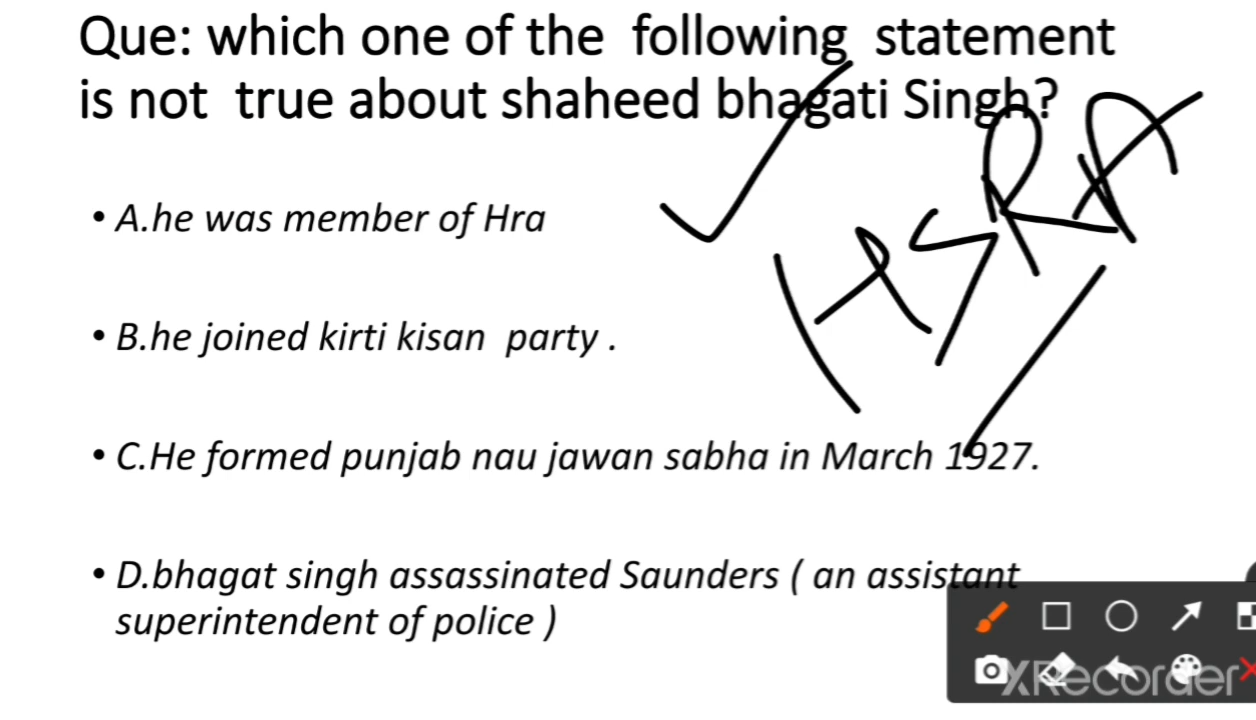 Que: which one of the following statement
is not true about shaheed bhagati Singh?
• A.he was member of Hra
HSRA
• B.he joined kirti kisan party .
• C.He formed punjab nau jawan sabha in March 1927.
• D.bhagat singh assassinated Saunders ( an assistant
superintendent of police )
XRecorder